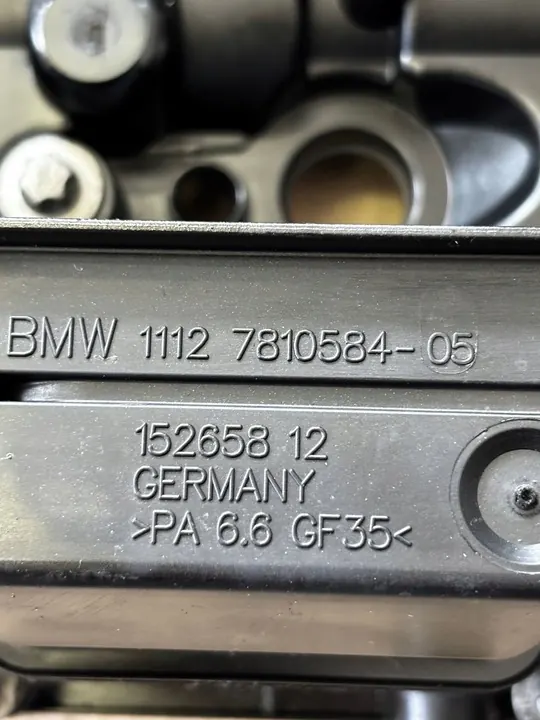 BMW 1112 7810584-05
152658 12
GERMANY
>PA 6.6 GF35<